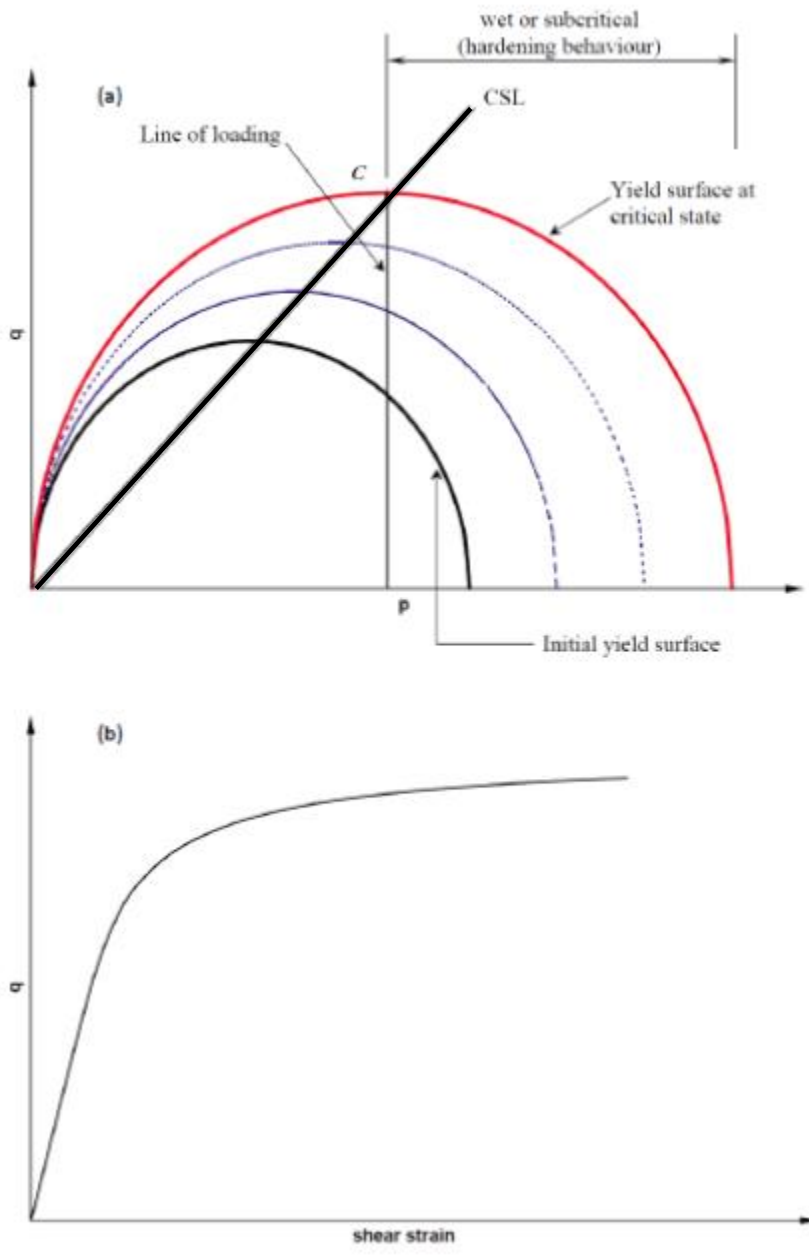 wet or subcritical
(hardening behaviour)
(a)
CSL
Line of loading
C
Yield surface at
critical state
q
p
Initial yield surface
(b)
q
shear strain